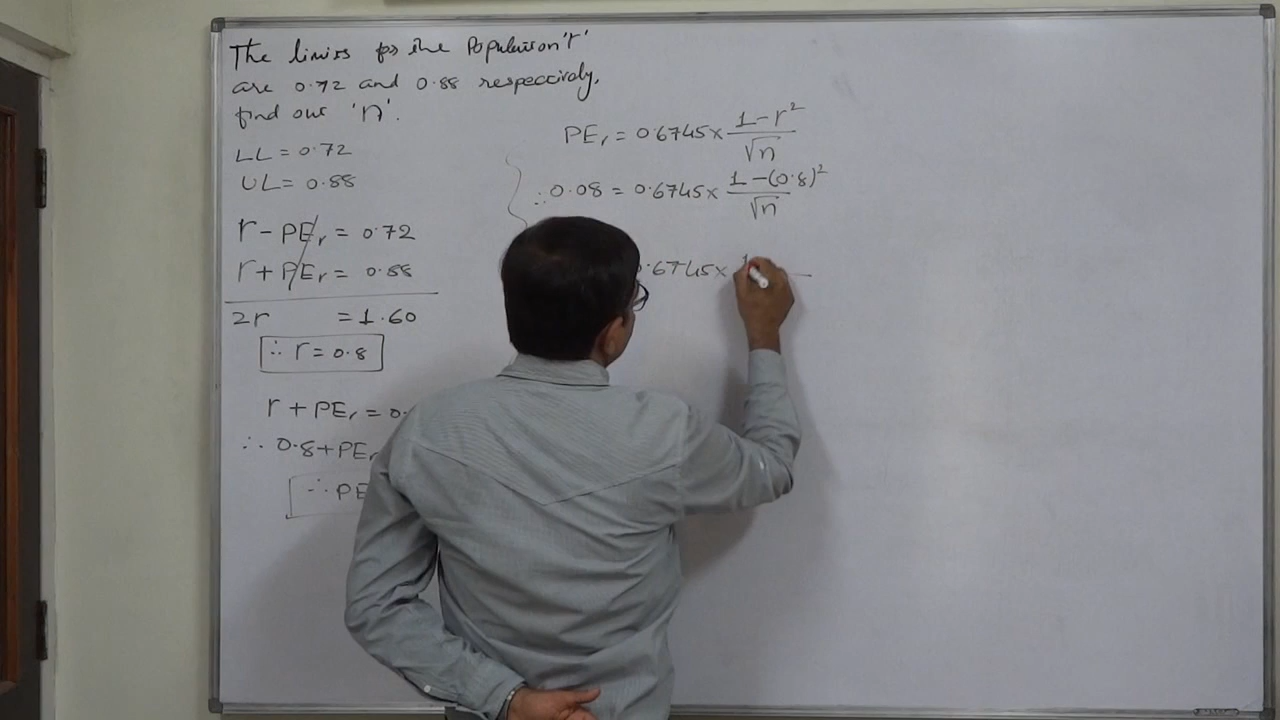 The limits for the Population 'r'
are 0.72 and 0.88 respectively.
find out 'n'.
LL = 0.72
UL = 0.88
r - PEr = 0.72
r + PEr = 0.88
2r = 1.60
∴ r = 0.8
r + PEr = 0.
∴ 0.8 + PEr
∴ PE
PEr = 0.6745 × (1 - r²)/√n
∴ 0.08 = 0.6745 × (1 - (0.8)²)/√n
0.6745 × 1